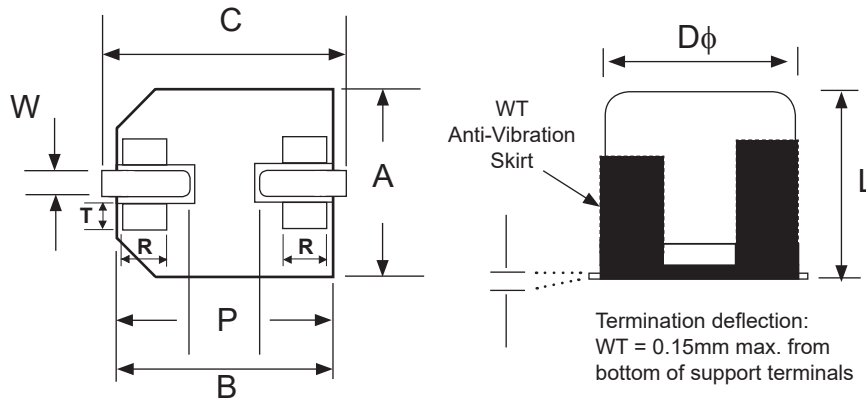 C
W
A
T
R
R
P
B
Dϕ
WT
Anti-Vibration
Skirt
L
Termination deflection:
WT = 0.15mm max. from
bottom of support terminals